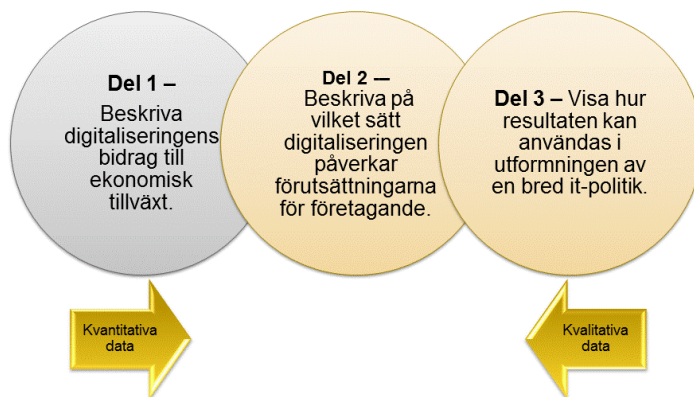 Del 1 –
Beskriva
digitaliseringens
bidrag till
ekonomisk
tillväxt.
Del 2 —
Beskriva på
vilket sätt
digitaliseringen
påverkar
förutsättningarna
för företagande.
Del 3 – Visa hur
resultaten kan
användas i
utformningen av
en bred it-politik.
Kvantitativa
data
Kvalitativa
data